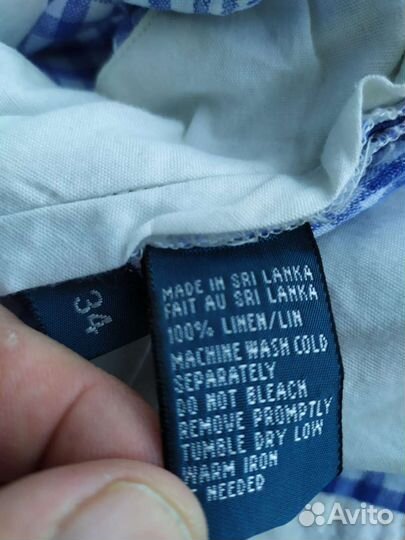 34
MADE IN SRI LANKA
FAIT AU SRI LANKA
100% LINEN/LIN
MACHINE WASH COLD
SEPARATELY
DO NOT BLEACH
REMOVE PROMPTLY
TUMBLE DRY LOW
WARM IRON
NEEDED
Avito